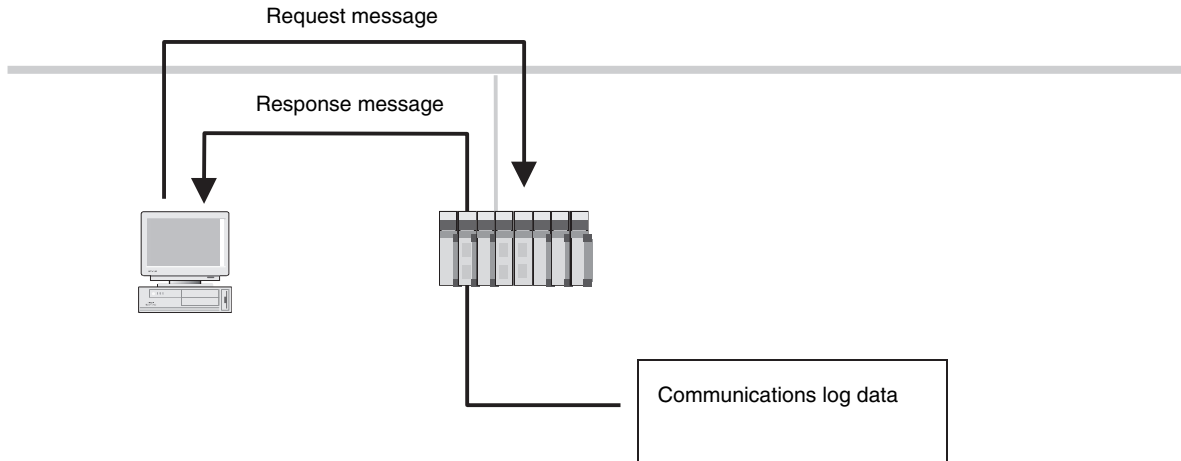 Request message
Response message
Communications log data